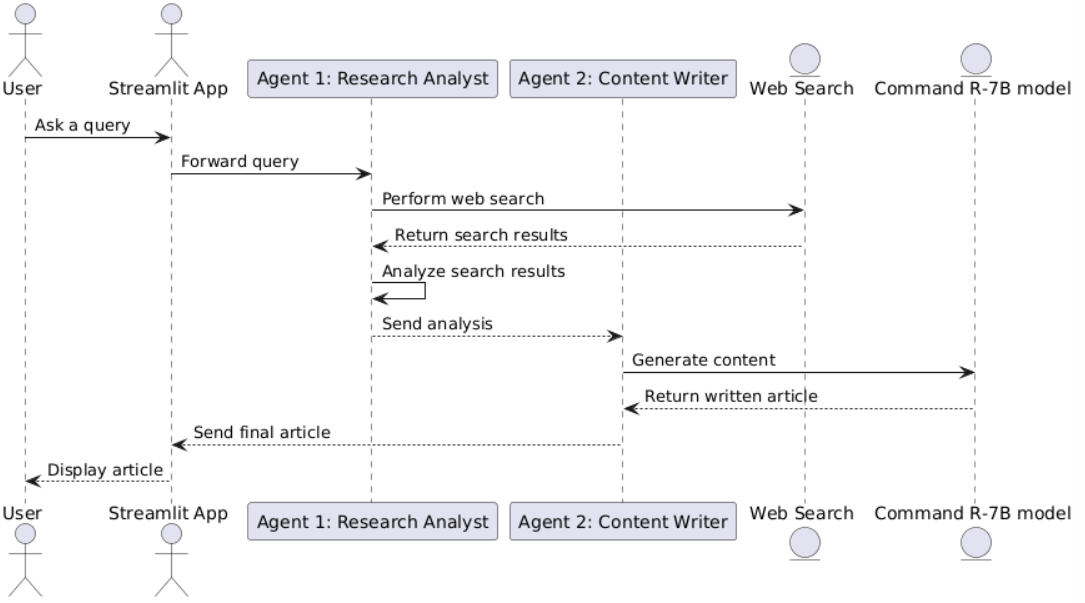 User
Streamlit App
Agent 1: Research Analyst
Agent 2: Content Writer
Web Search
Command R-7B model
Ask a query
Forward query
Perform web search
Return search results
Analyze search results
Send analysis
Generate content
Return written article
Send final article
Display article
User
Streamlit App
Agent 1: Research Analyst
Agent 2: Content Writer
Web Search
Command R-7B model